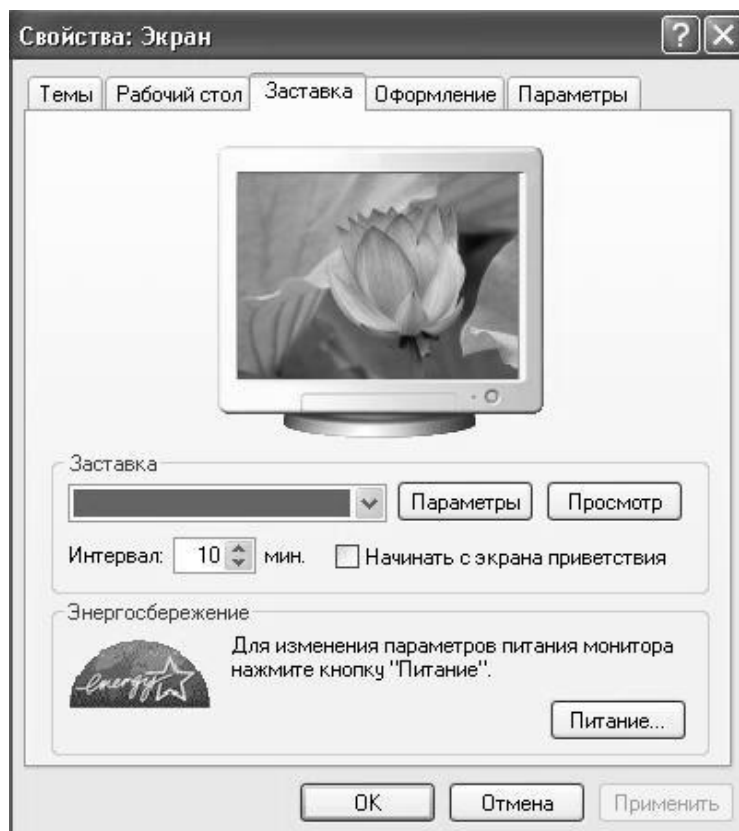 Свойства: Экран
Темы Рабочий стол Заставка Оформление Параметры
Заставка
Параметры Просмотр
Интервал: 10 мин. Начинать с экрана приветствия
Энергосбережение
energy
Для изменения параметров питания монитора
нажмите кнопку "Питание".
Питание...
OK Отмена Применить